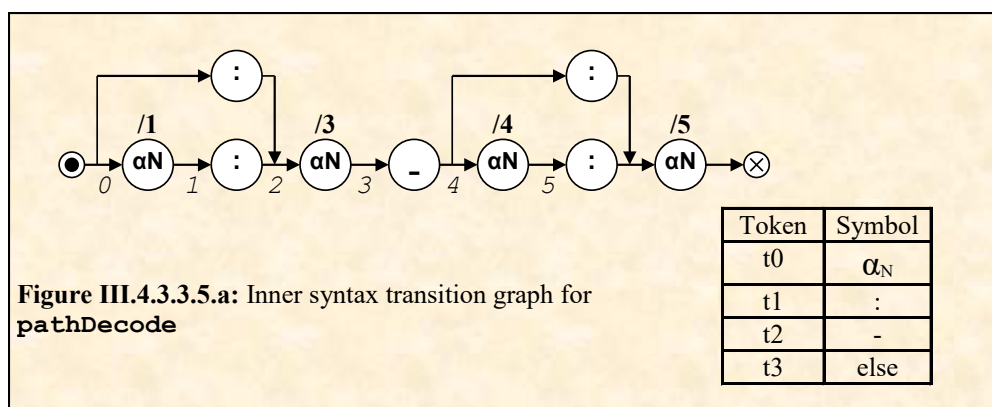 : :
/1 /3 /4 /5
αN : αN - αN : αN
0 1 2 3 4 5
Token Symbol
t0 αN
t1 :
t2 -
t3 else
Figure III.4.3.3.5.a: Inner syntax transition graph for
pathDecode